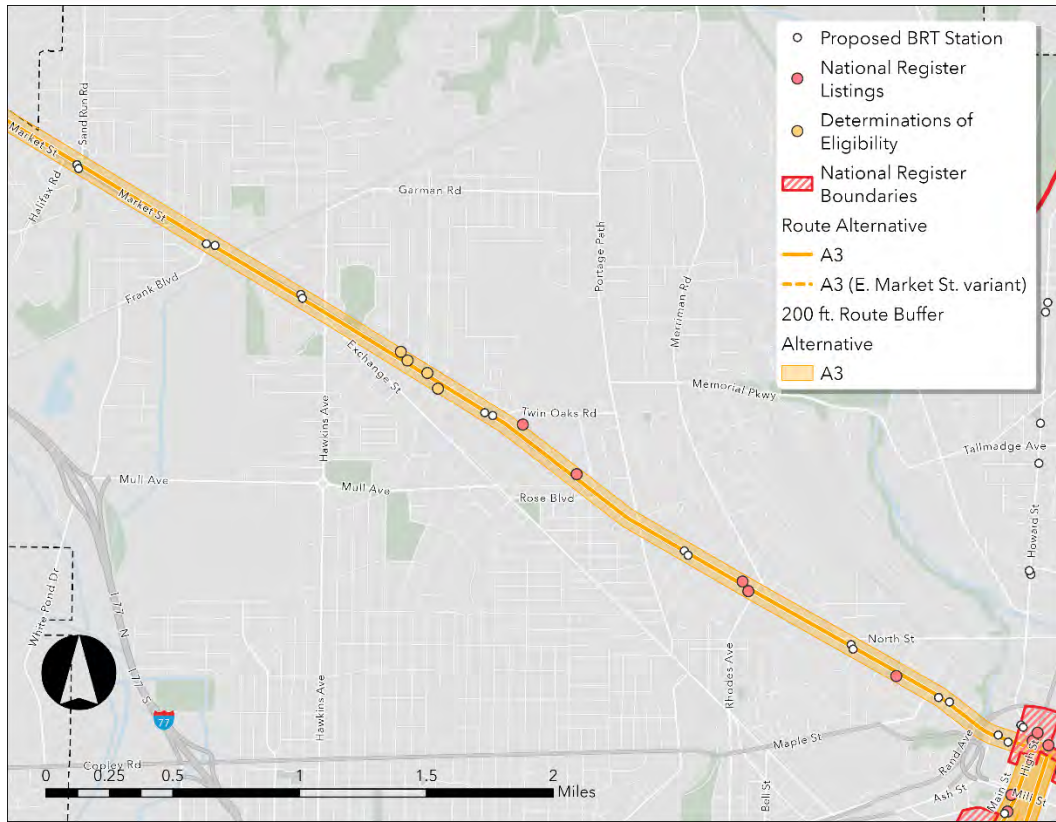 Proposed BRT Station
National Register
Listings
Determinations of
Eligibility
National Register
Boundaries
Route Alternative
A3
A3 (E. Market St. variant)
200 ft. Route Buffer
Alternative
A3
Sand Run Rd
Market St
Halifax Rd
Market St
Garman Rd
Portage Path
Merriman Rd
Frank Blvd
Exchange St
Memorial Pkwy
Hawkins Ave
Twin Oaks Rd
Tallmadge Ave
Mull Ave
Mull Ave
Rose Blvd
Howard St
White Pond Dr
I 77 N
I 77 S
North St
Rhodes Ave
Hawkins Ave
77
Maple St
Rand Ave
High St
Main St
Mill St
Ash St
Bell St
Copley Rd
0 0.25 0.5 1 1.5 2
Miles